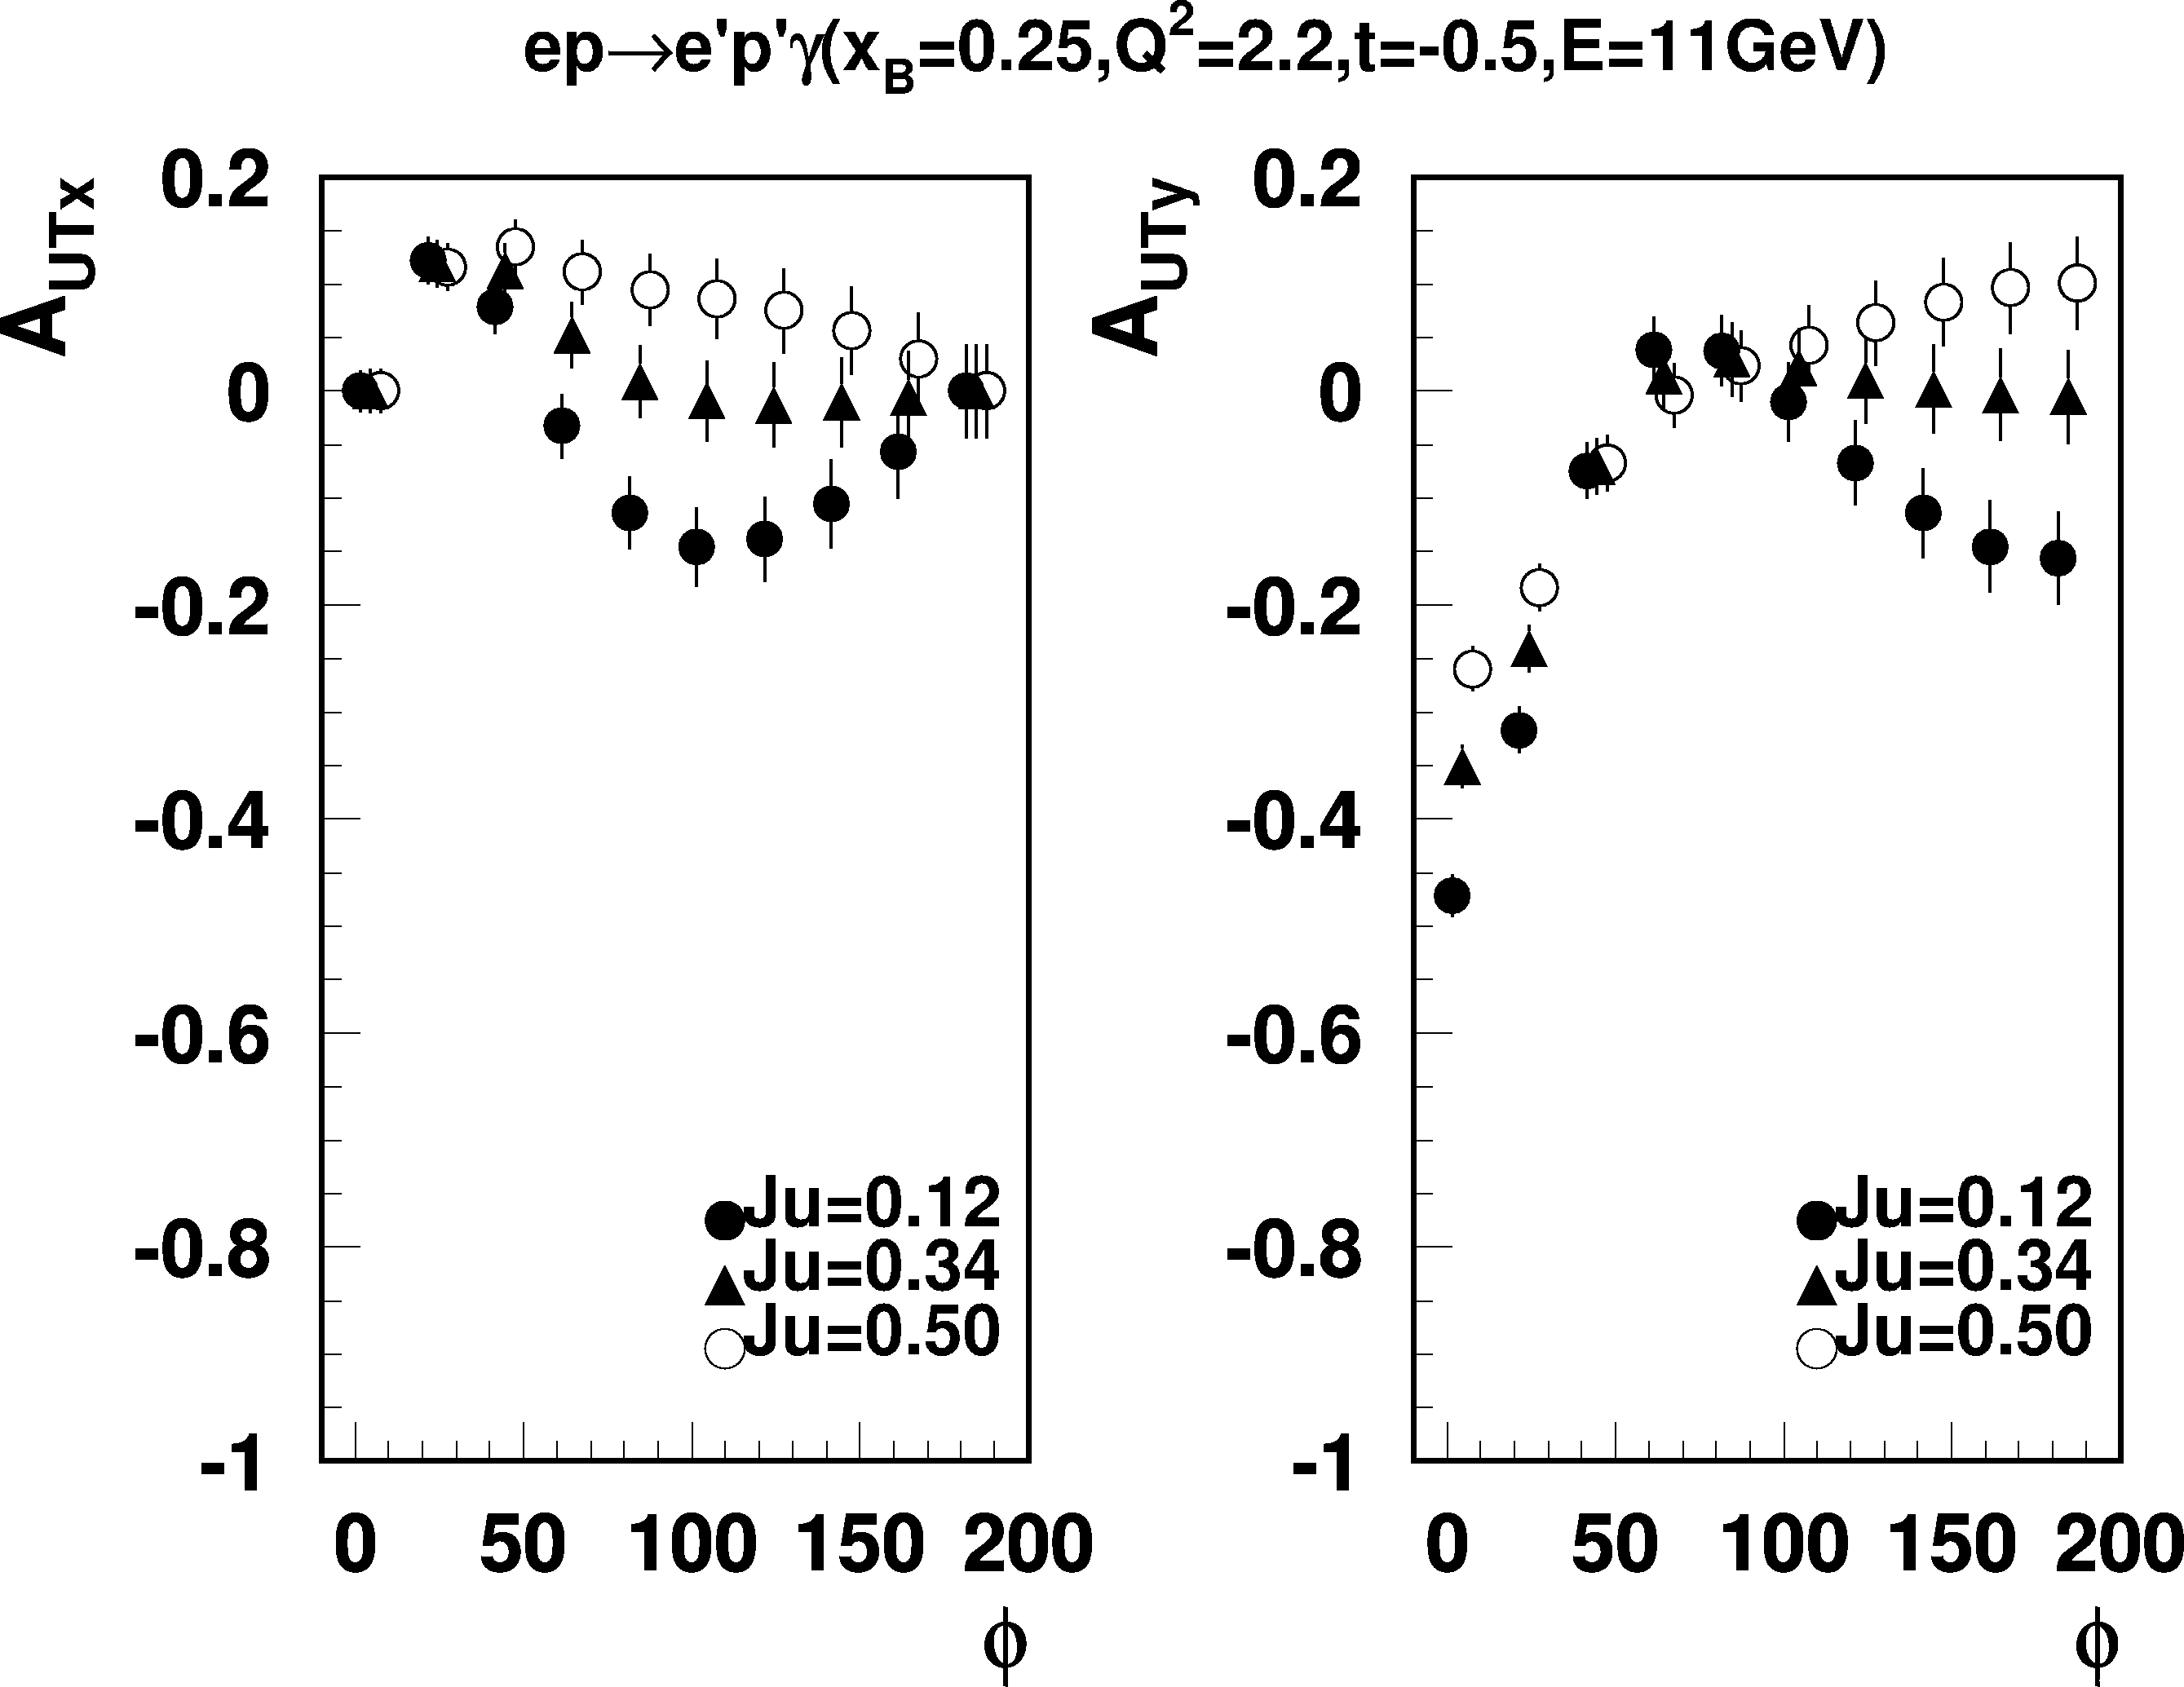 ep→e'p'γ(x_B=0.25,Q²=2.2,t=-0.5,E=11GeV)
A_UTx
0.2
0
-0.2
-0.4
-0.6
-0.8
-1
0 50 100 150 200
ϕ
Ju=0.12
Ju=0.34
Ju=0.50
A_UTy
0.2
0
-0.2
-0.4
-0.6
-0.8
-1
0 50 100 150 200
ϕ
Ju=0.12
Ju=0.34
Ju=0.50